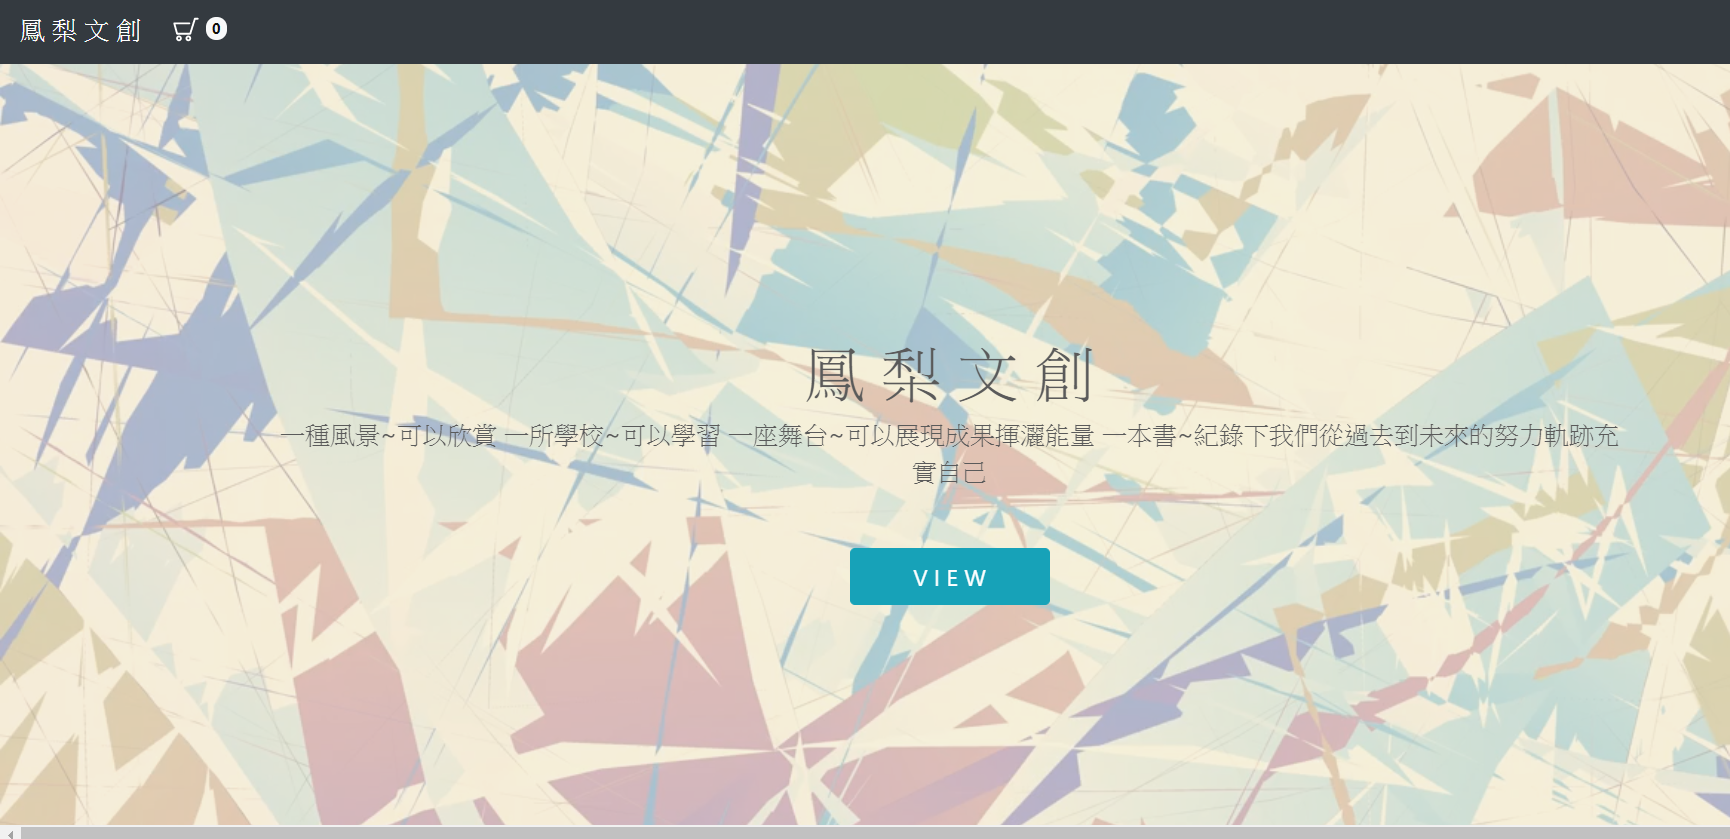 鳳梨文創 0
鳳梨文創
一種風景~可以欣賞 一所學校~可以學習 一座舞台~可以展現成果揮灑能量 一本書~紀錄下我們從過去到未來的努力軌跡充
實自己
VIEW